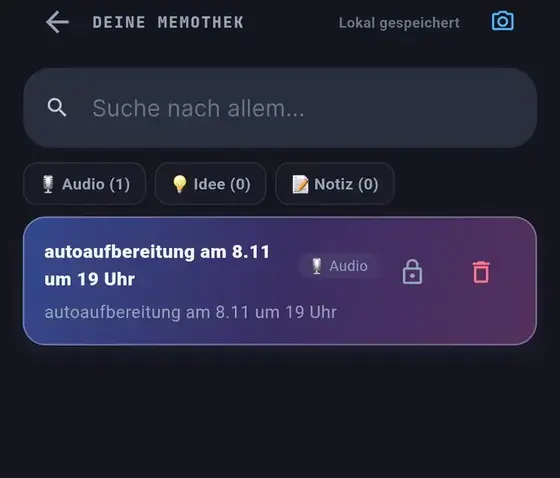 DEINE MEMOTHEK
Lokal gespeichert
Suche nach allem...
Audio (1)
Idee (0)
Notiz (0)
autoaufbereitung am 8.11
um 19 Uhr
Audio
autoaufbereitung am 8.11 um 19 Uhr